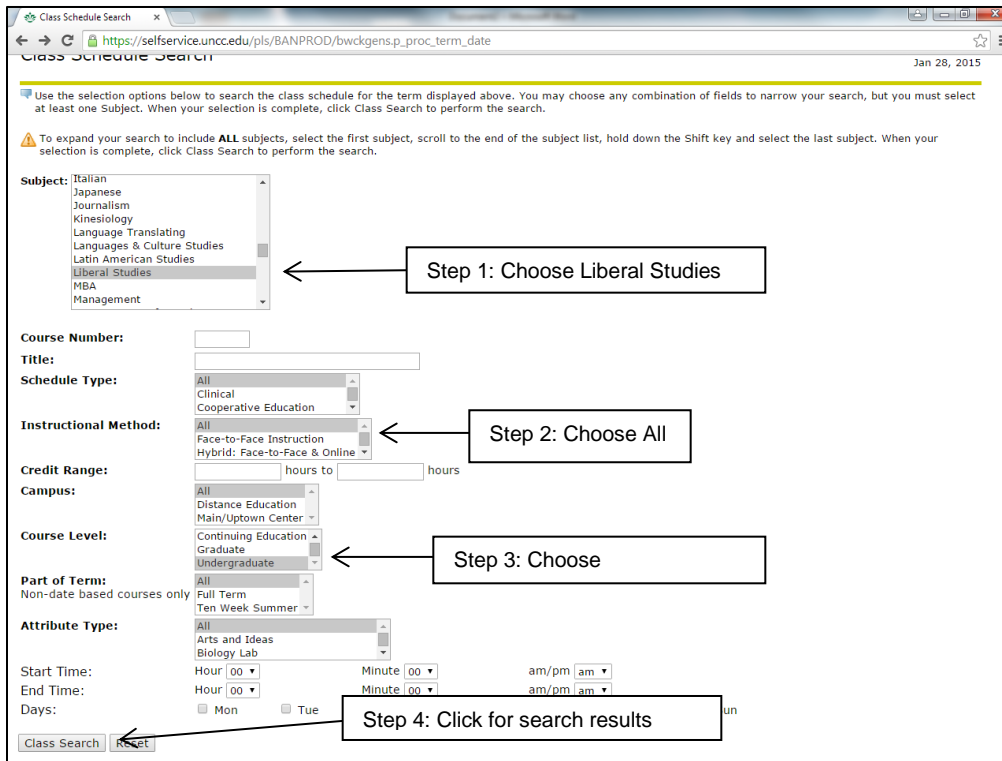 Class Schedule Search
https://selfservice.uncc.edu/pls/BANPROD/bwckgens.p_proc_term_date
Class Schedule Search
Jan 28, 2015
Use the selection options below to search the class schedule for the term displayed above. You may choose any combination of fields to narrow your search, but you must select
at least one Subject. When your selection is complete, click Class Search to perform the search.
To expand your search to include ALL subjects, select the first subject, scroll to the end of the subject list, hold down the Shift key and select the last subject. When your
selection is complete, click Class Search to perform the search.
Subject: Italian
Japanese
Journalism
Kinesiology
Language Translating
Languages & Culture Studies
Latin American Studies
Liberal Studies
MBA
Management
Step 1: Choose Liberal Studies
Course Number:
Title:
Schedule Type: All
Clinical
Cooperative Education
Instructional Method: All
Face-to-Face Instruction
Hybrid: Face-to-Face & Online
Step 2: Choose All
Credit Range: hours to hours
Campus: All
Distance Education
Main/Uptown Center
Course Level: Continuing Education
Graduate
Undergraduate
Step 3: Choose
Part of Term: All
Non-date based courses only Full Term
Ten Week Summer
Attribute Type: All
Arts and Ideas
Biology Lab
Start Time: Hour 00 Minute 00 am/pm am
End Time: Hour 00 Minute 00 am/pm am
Days: Mon Tue un
Step 4: Click for search results
Class Search Reset